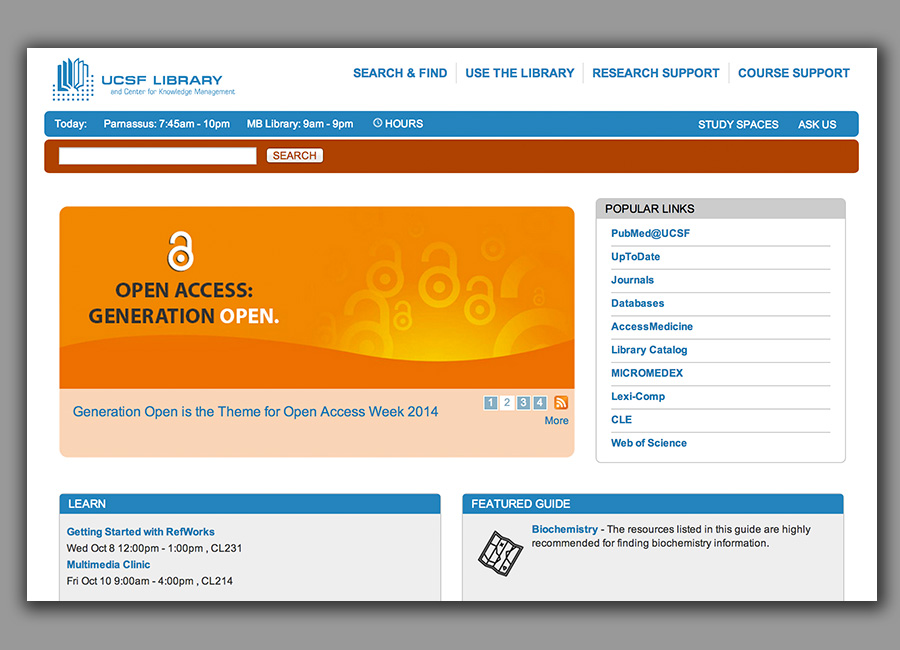 UCSF LIBRARY
and Center for Knowledge Management
SEARCH & FIND
USE THE LIBRARY
RESEARCH SUPPORT
COURSE SUPPORT
Today: Parnassus: 7:45am - 10pm MB Library: 9am - 9pm HOURS
STUDY SPACES ASK US
SEARCH
OPEN ACCESS:
GENERATION OPEN.
Generation Open is the Theme for Open Access Week 2014
1 2 3 4
More
POPULAR LINKS
PubMed@UCSF
UpToDate
Journals
Databases
AccessMedicine
Library Catalog
MICROMEDEX
Lexi-Comp
CLE
Web of Science
LEARN
Getting Started with RefWorks
Wed Oct 8 12:00pm - 1:00pm , CL231
Multimedia Clinic
Fri Oct 10 9:00am - 4:00pm , CL214
FEATURED GUIDE
Biochemistry - The resources listed in this guide are highly
recommended for finding biochemistry information.